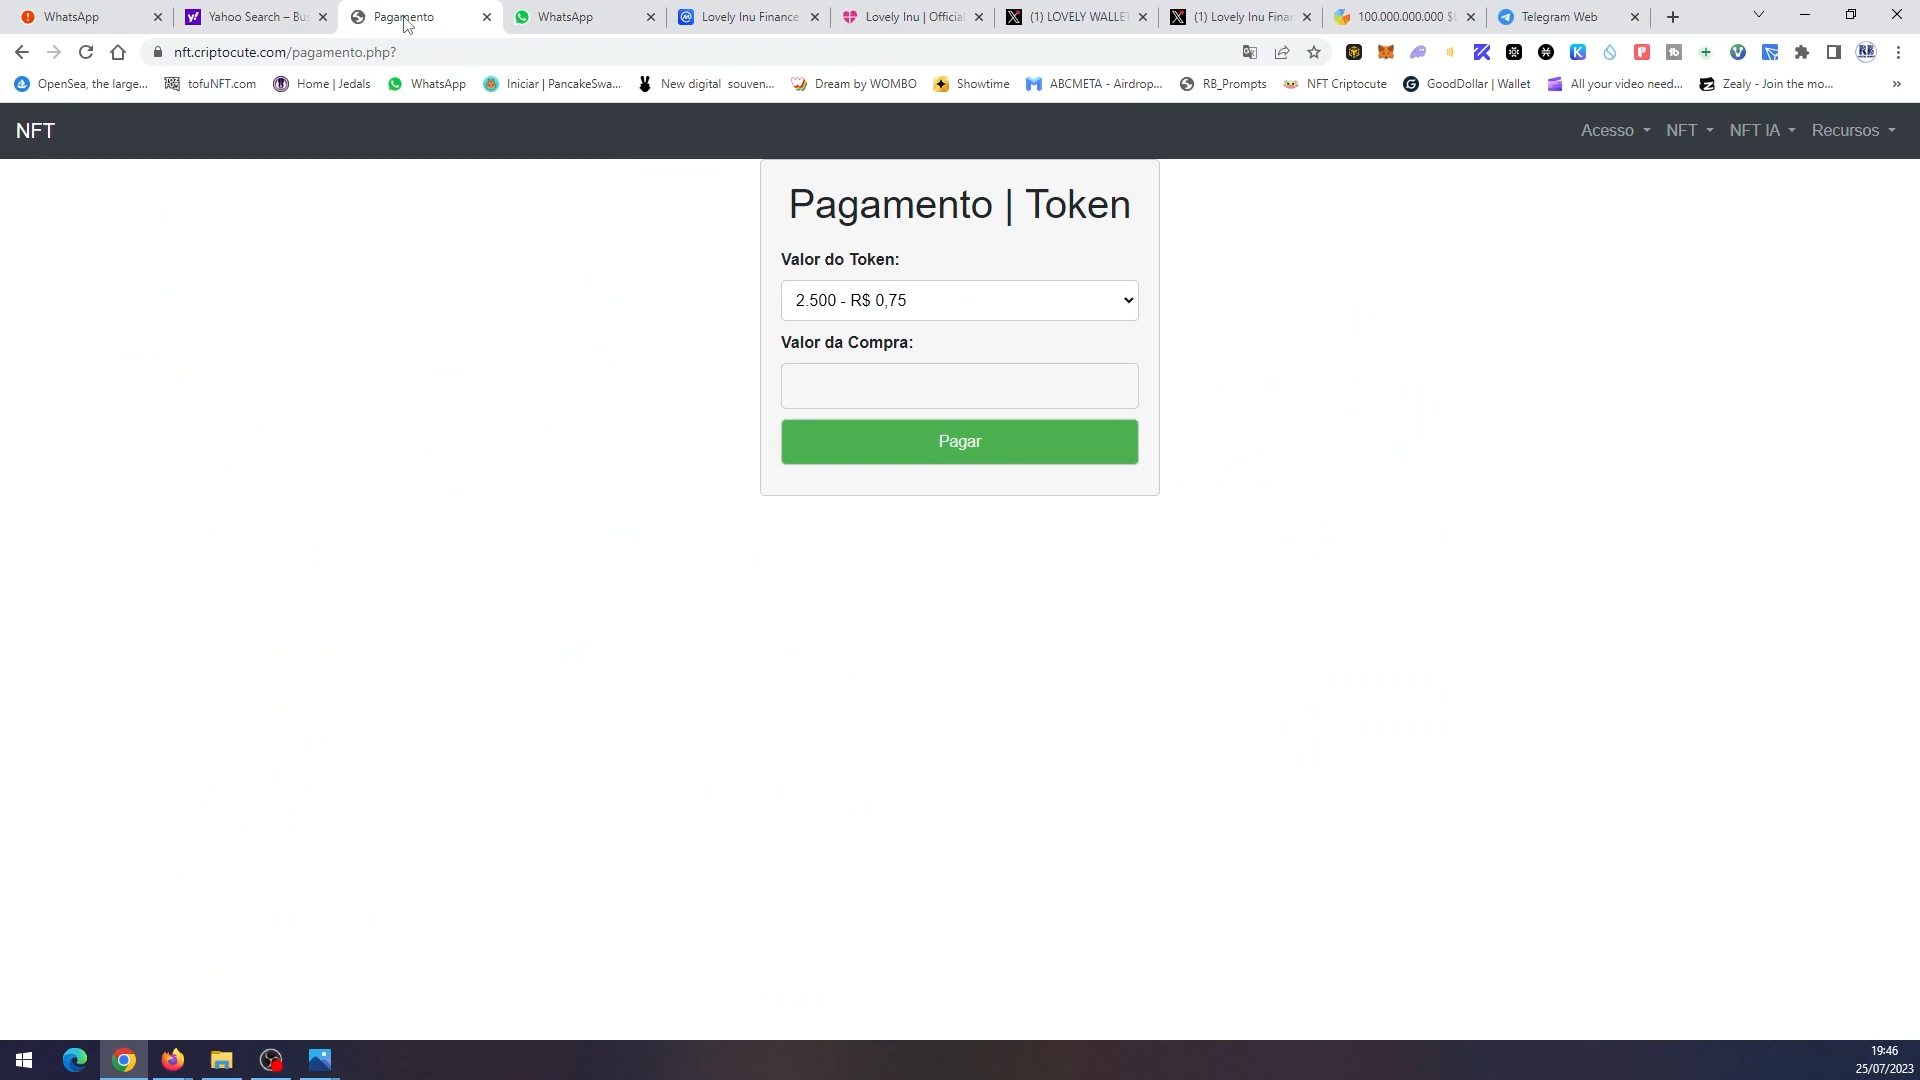 WhatsApp
Yahoo Search – Bus
Pagamento
WhatsApp
Lovely Inu Finance
Lovely Inu | Official
(1) LOVELY WALLET
(1) Lovely Inu Finan
100.000.000.000 $L
Telegram Web
nft.criptocute.com/pagamento.php?
OpenSea, the large...
tofuNFT.com
Home | Jedals
WhatsApp
Iniciar | PancakeSwa...
New digital souven...
Dream by WOMBO
Showtime
ABCMETA - Airdrop...
RB_Prompts
NFT Criptocute
GoodDollar | Wallet
All your video need...
Zealy - Join the mo...
NFT
Acesso
NFT
NFT IA
Recursos
Pagamento | Token
Valor do Token:
2.500 - R$ 0,75
Valor da Compra:
Pagar
19:46
25/07/2023